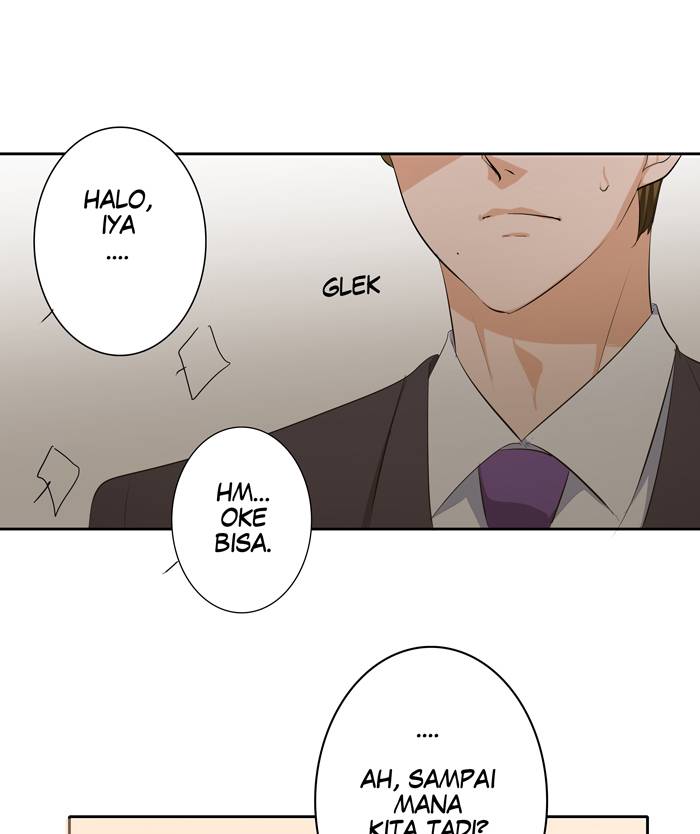 HALO,
IYA
....
GLEK
HM...
OKE
BISA.
....
AH, SAMPAI
MANA
KITA TADI?